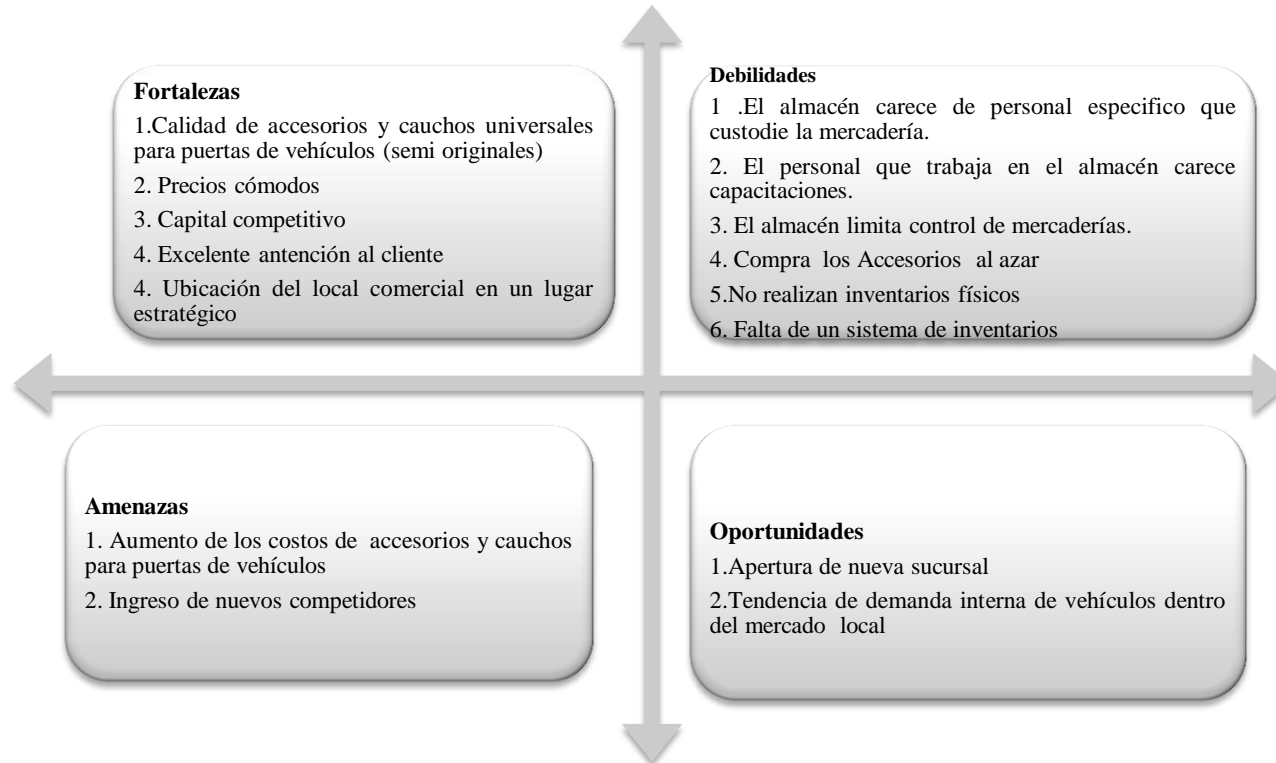 Fortalezas
1.Calidad de accesorios y cauchos universales
para puertas de vehículos (semi originales)
2. Precios cómodos
3. Capital competitivo
4. Excelente antención al cliente
4. Ubicación del local comercial en un lugar
estratégico
Debilidades
1 .El almacén carece de personal especifico que
custodie la mercadería.
2. El personal que trabaja en el almacén carece
capacitaciones.
3. El almacén limita control de mercaderías.
4. Compra los Accesorios al azar
5.No realizan inventarios físicos
6. Falta de un sistema de inventarios
Amenazas
1. Aumento de los costos de accesorios y cauchos
para puertas de vehículos
2. Ingreso de nuevos competidores
Oportunidades
1.Apertura de nueva sucursal
2.Tendencia de demanda interna de vehículos dentro
del mercado local